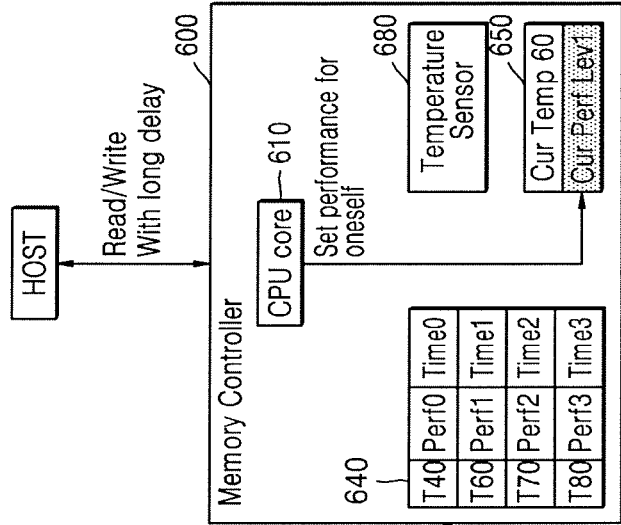 HOST
Read/Write
With long delay
600
Memory Controller
CPU core
610
Set performance for
oneself
Temperature
Sensor
680
650
Cur Temp 60
Cur Perf Lev1
640
T40 Perf0 Time0
T60 Perf1 Time1
T70 Perf2 Time2
T80 Perf3 Time3